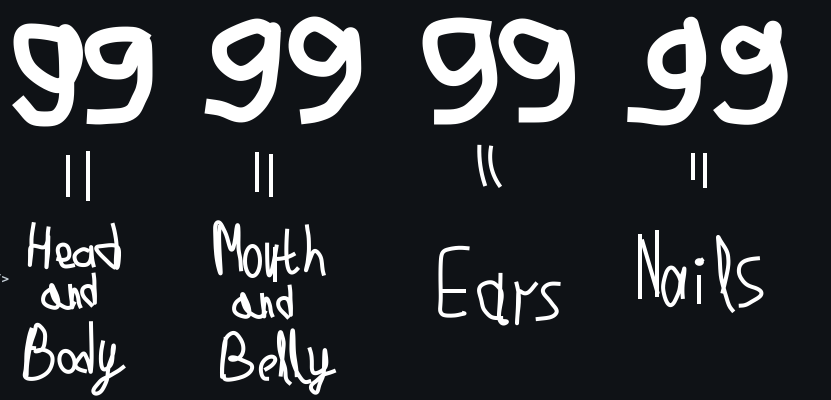 99 99 99 99
|| || || ||
Head and Body
Mouth and Belly
Ears
Nails